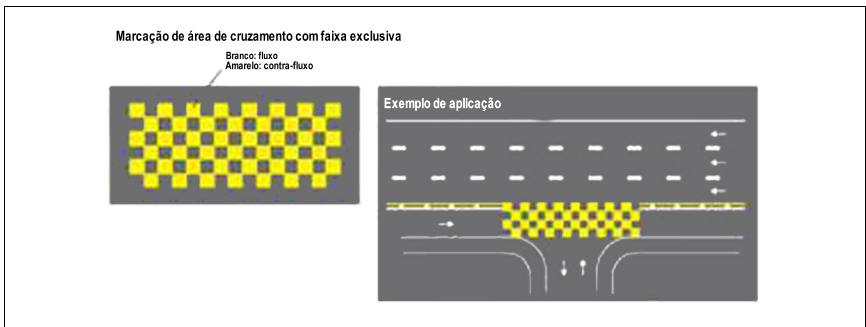 Marcação de área de cruzamento com faixa exclusiva
Branco: fluxo
Amarelo: contra-fluxo
Exemplo de aplicação